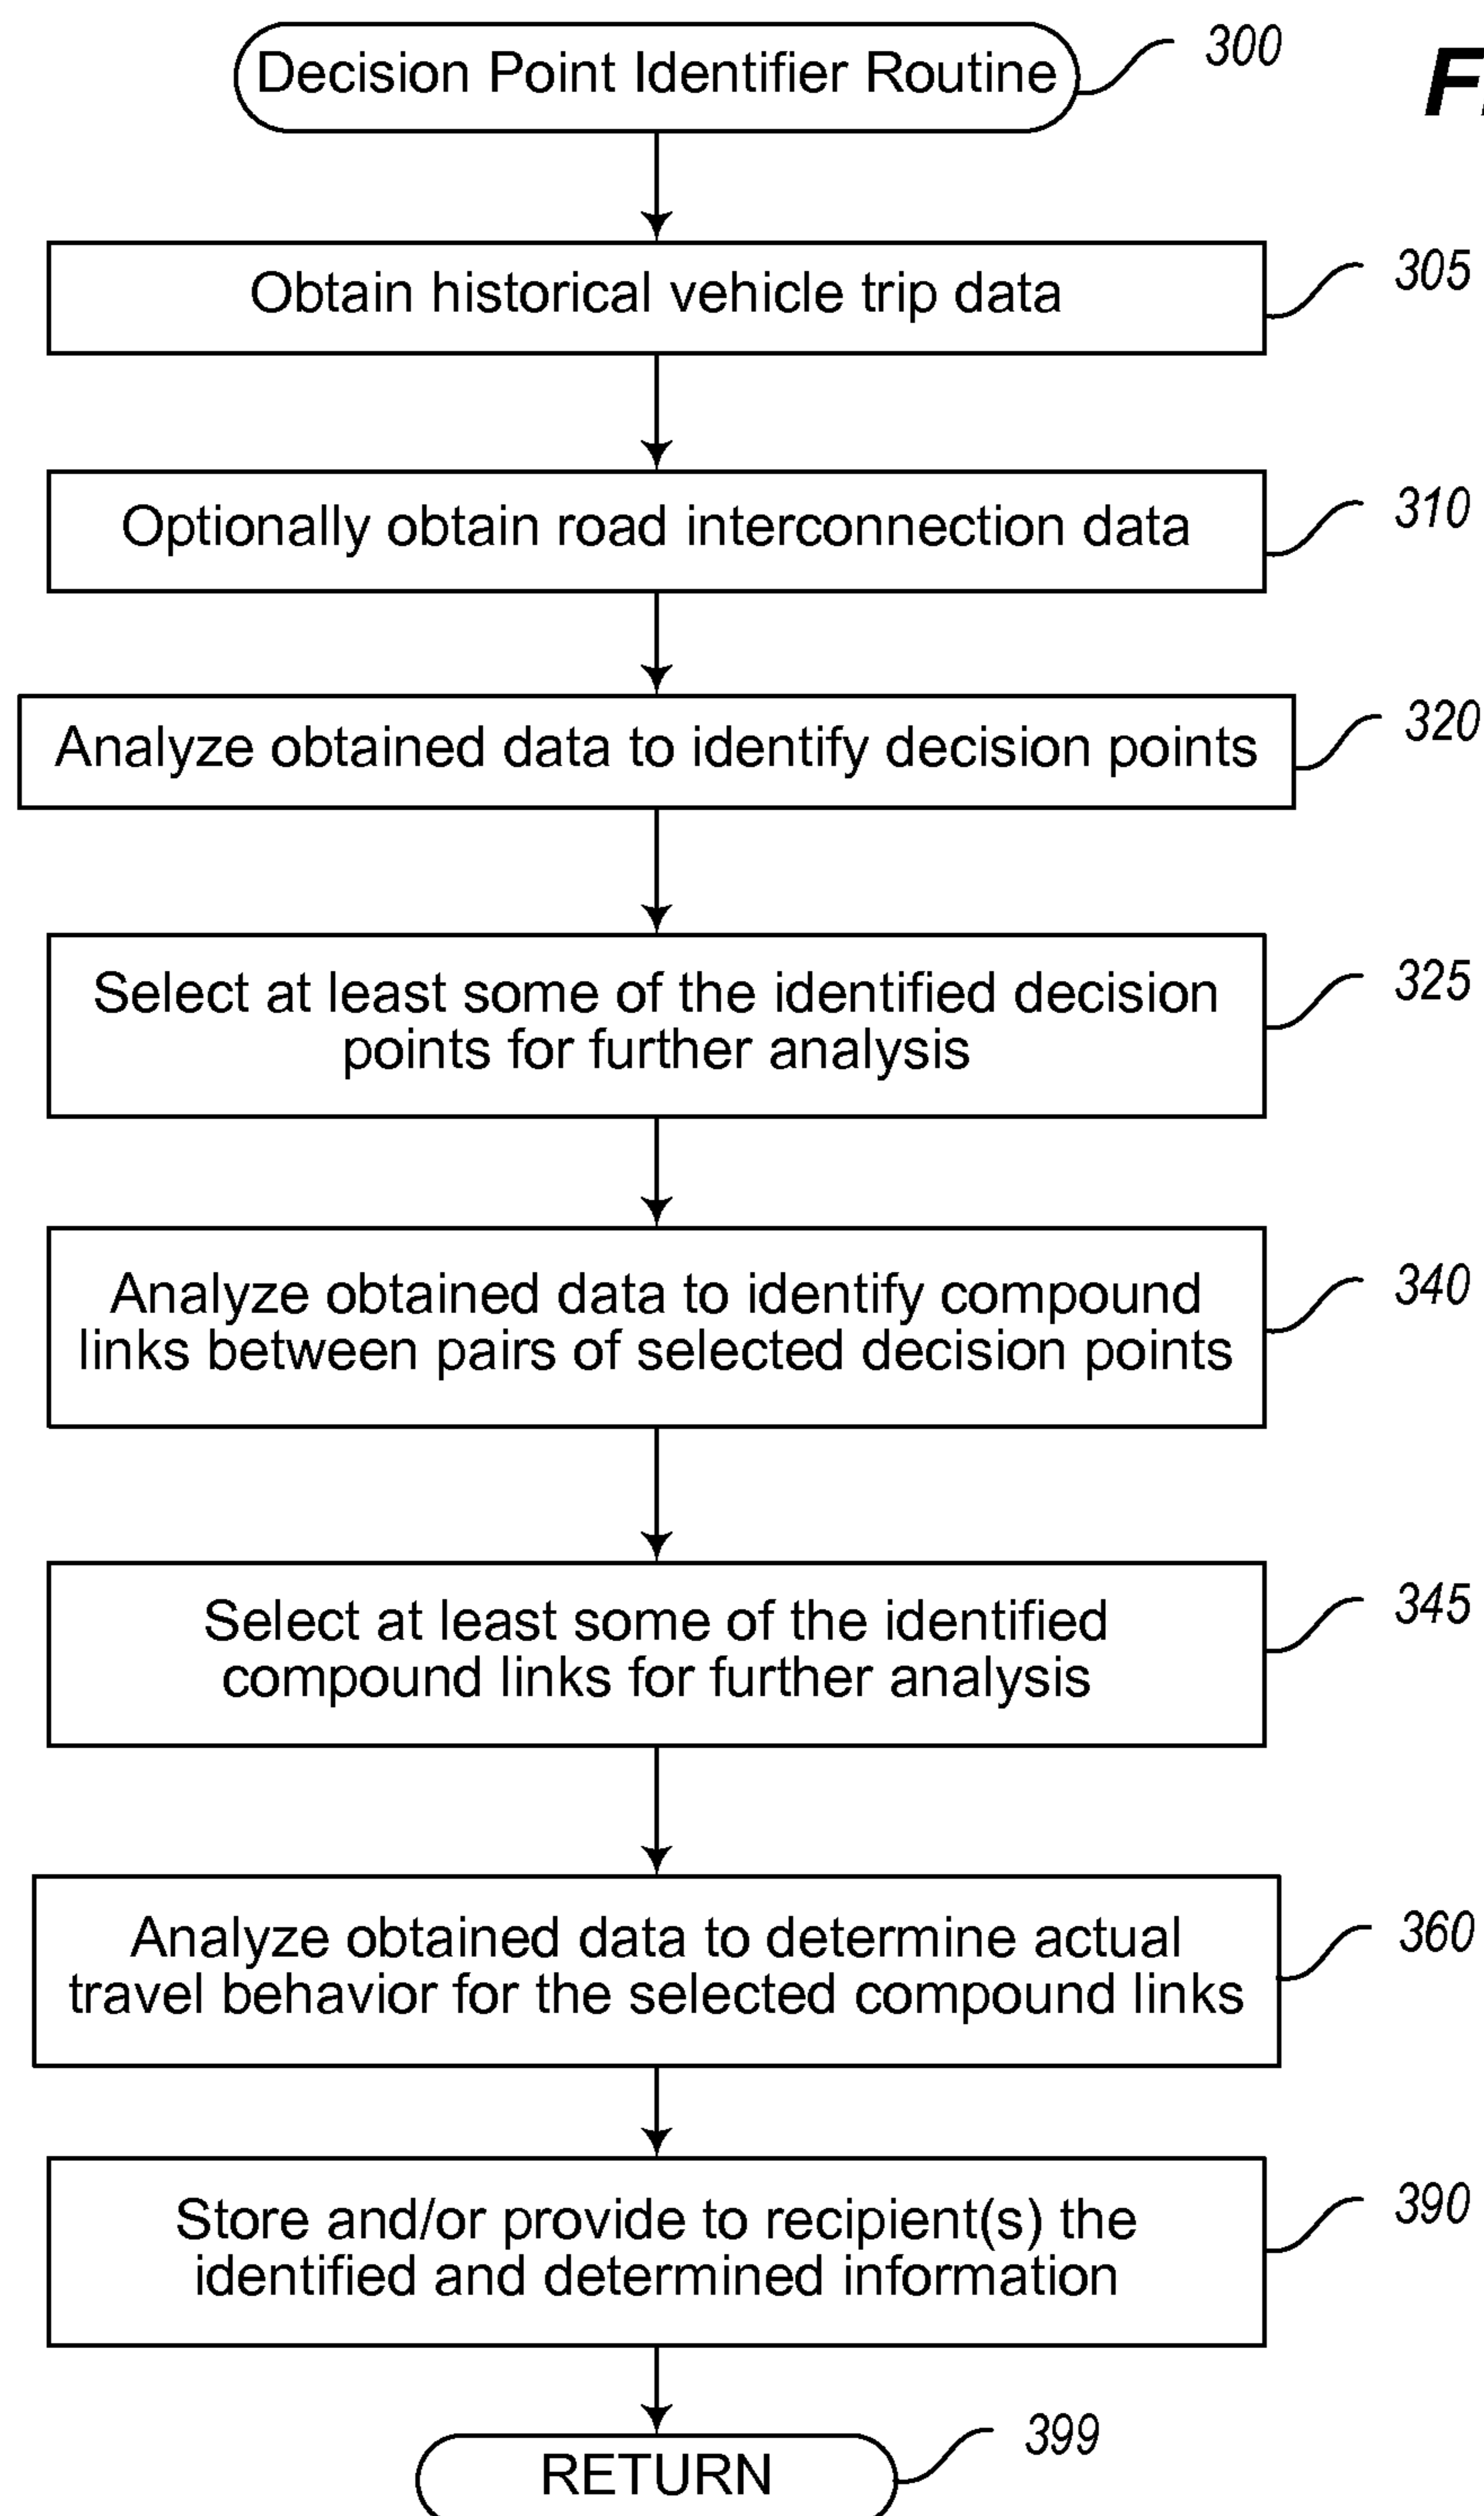 Decision Point Identifier Routine
300
Obtain historical vehicle trip data
305
Optionally obtain road interconnection data
310
Analyze obtained data to identify decision points
320
Select at least some of the identified decision
points for further analysis
325
Analyze obtained data to identify compound
links between pairs of selected decision points
340
Select at least some of the identified
compound links for further analysis
345
Analyze obtained data to determine actual
travel behavior for the selected compound links
360
Store and/or provide to recipient(s) the
identified and determined information
390
RETURN
399